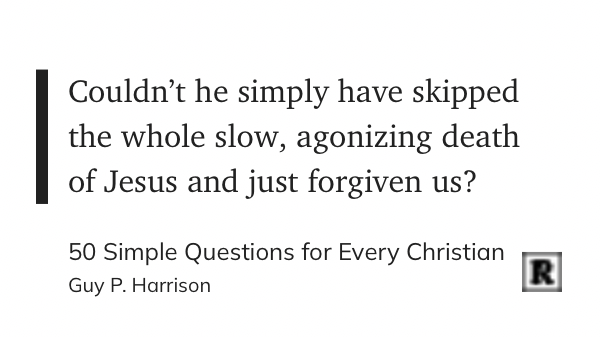 Couldn’t he simply have skipped
the whole slow, agonizing death
of Jesus and just forgiven us?
50 Simple Questions for Every Christian
Guy P. Harrison
R